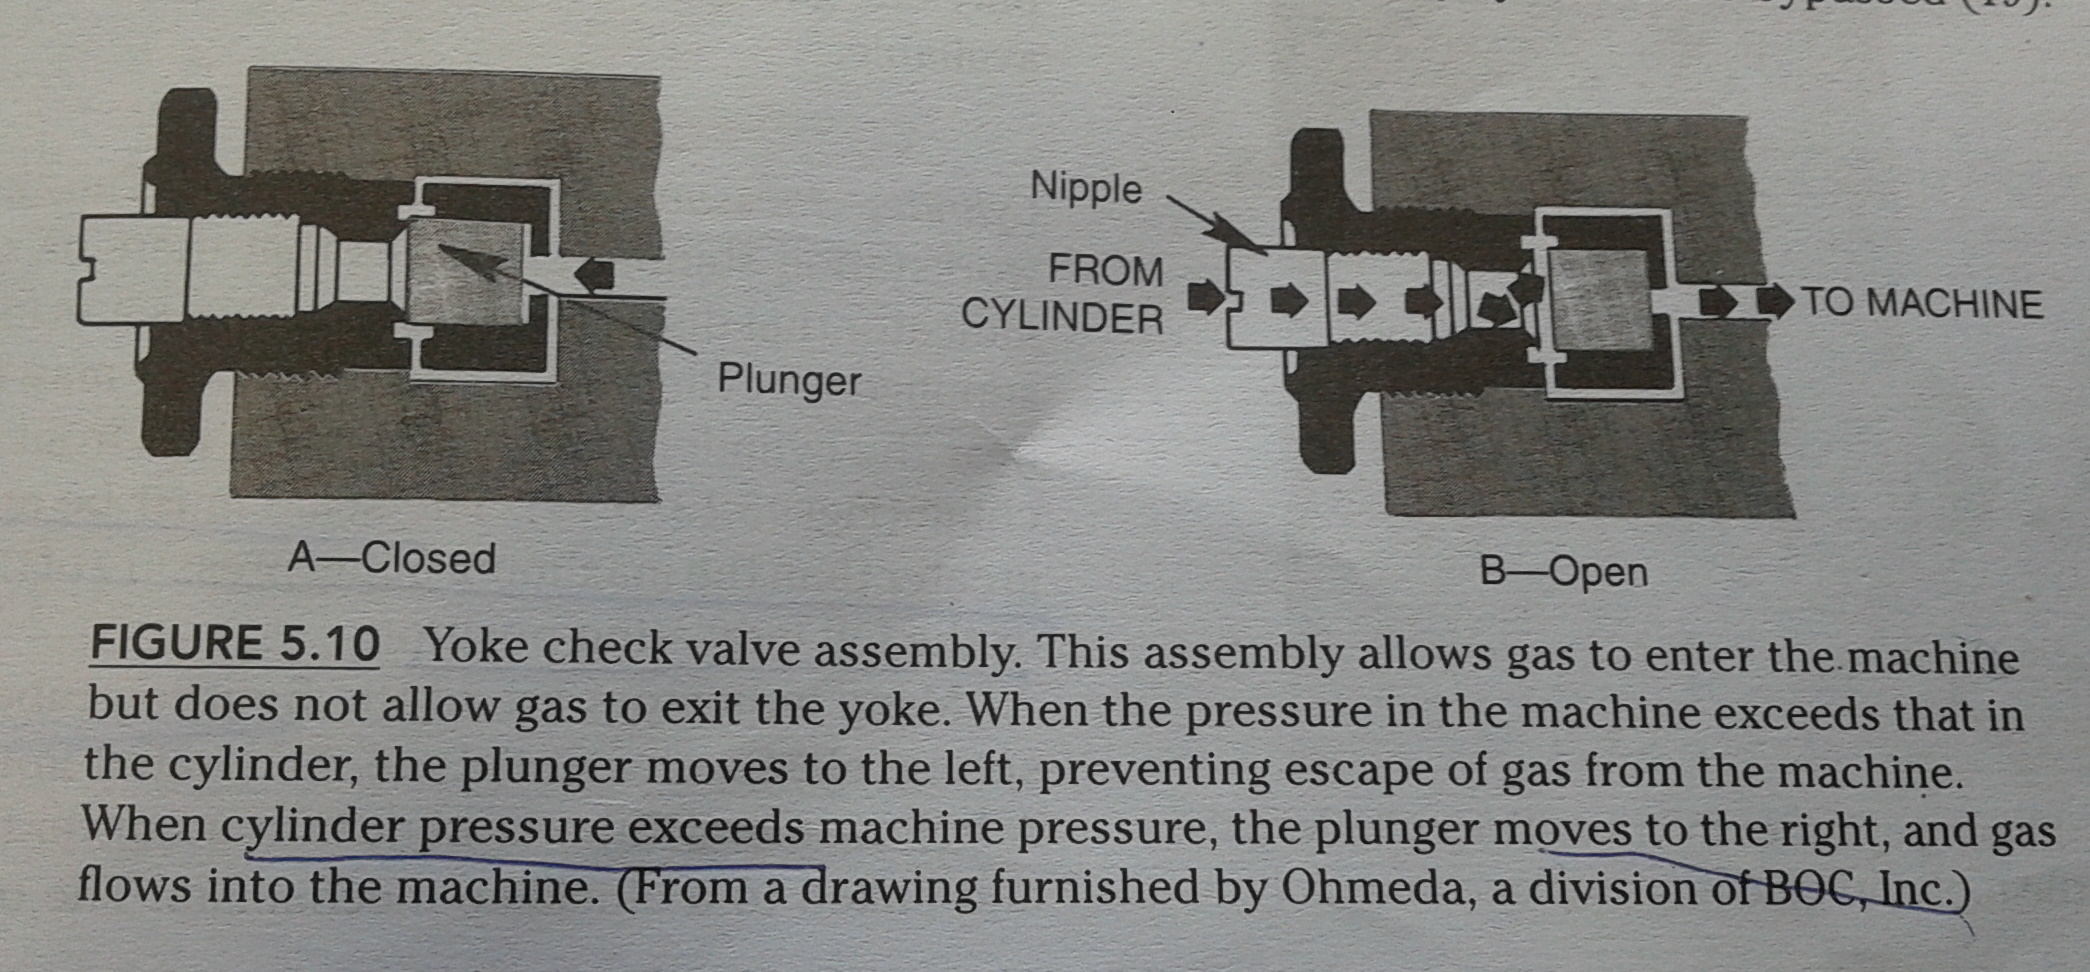 (19).
Nipple
FROM
CYLINDER
TO MACHINE
Plunger
A—Closed
B—Open
FIGURE 5.10 Yoke check valve assembly. This assembly allows gas to enter the machine
but does not allow gas to exit the yoke. When the pressure in the machine exceeds that in
the cylinder, the plunger moves to the left, preventing escape of gas from the machine.
When cylinder pressure exceeds machine pressure, the plunger moves to the right, and gas
flows into the machine. (From a drawing furnished by Ohmeda, a division of BOC, Inc.)